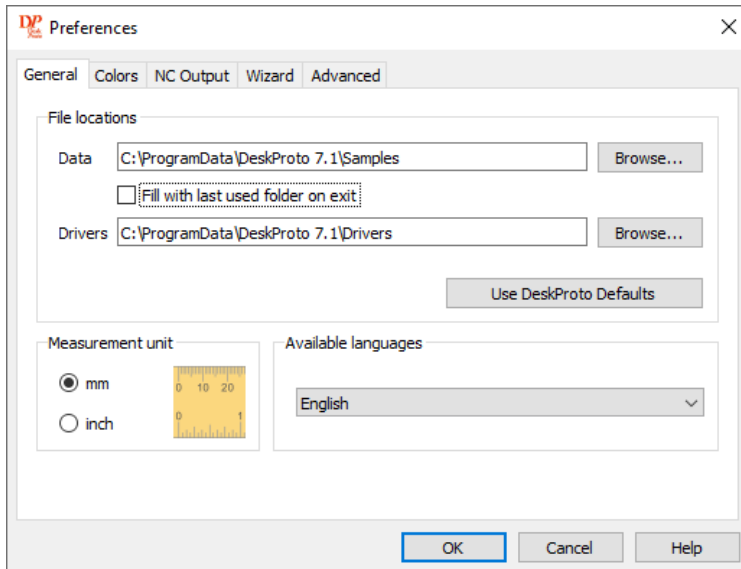 DP Preferences
General Colors NC Output Wizard Advanced
File locations
Data C:\ProgramData\DeskProto 7.1\Samples Browse...
Fill with last used folder on exit
Drivers C:\ProgramData\DeskProto 7.1\Drivers Browse...
Use DeskProto Defaults
Measurement unit Available languages
mm 0 10 20
English
inch 0 1
OK Cancel Help